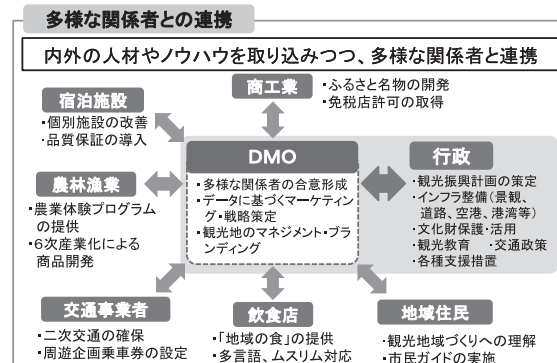 多様な関係者との連携
内外の人材やノウハウを取り込みつつ、多様な関係者と連携
商工業
・ふるさと名物の開発
・免税店許可の取得
宿泊施設
・個別施設の改善
・品質保証の導入
農林漁業
・農業体験プログラム
の提供
・6次産業化による
商品開発
DMO
・多様な関係者の合意形成
・データに基づくマーケティ
ング・戦略策定
・観光地のマネジメント・ブラ
ンディング
行政
・観光振興計画の策定
・インフラ整備(景観、
道路、空港、港湾等)
・文化財保護・活用
・観光教育 ・交通政策
・各種支援措置
交通事業者
・二次交通の確保
・周遊企画乗車券の設定
飲食店
・「地域の食」の提供
・多言語、ムスリム対応
地域住民
・観光地域づくりへの理解
・市民ガイドの実施